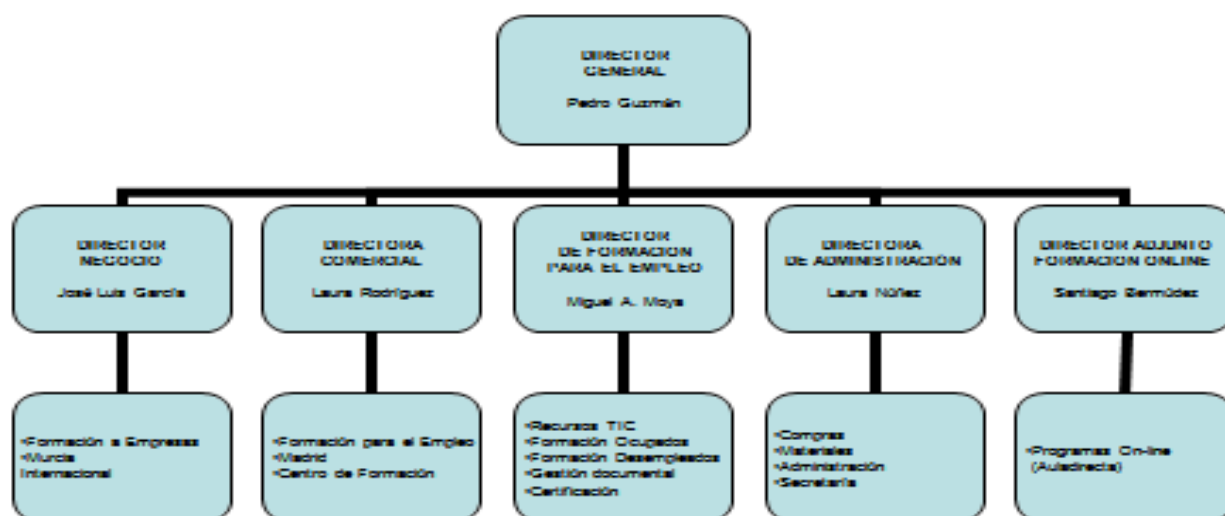 DIRECTOR
GENERAL
Pedro Guzmán
DIRECTOR
NEGOCIO
José Luis García
DIRECTORA
COMERCIAL
Laura Rodríguez
DIRECTOR
DE FORMACION
PARA EL EMPLEO
Miguel A. Moya
DIRECTORA
DE ADMINISTRACIÓN
Laura Núñez
DIRECTOR ADJUNTO
FORMACION ONLINE
Santiago Bermúdez
•Formación a Empresas
•Murcia
Internacional
•Formación para el Empleo
•Madrid
•Centro de Formación
•Recursos TIC
•Formación Ocupados
•Formación Desempleados
•Gestión documental
•Certificación
•Compras
•Materiales
•Administración
•Secretaría
•Programas On-line
(Auladirecta)